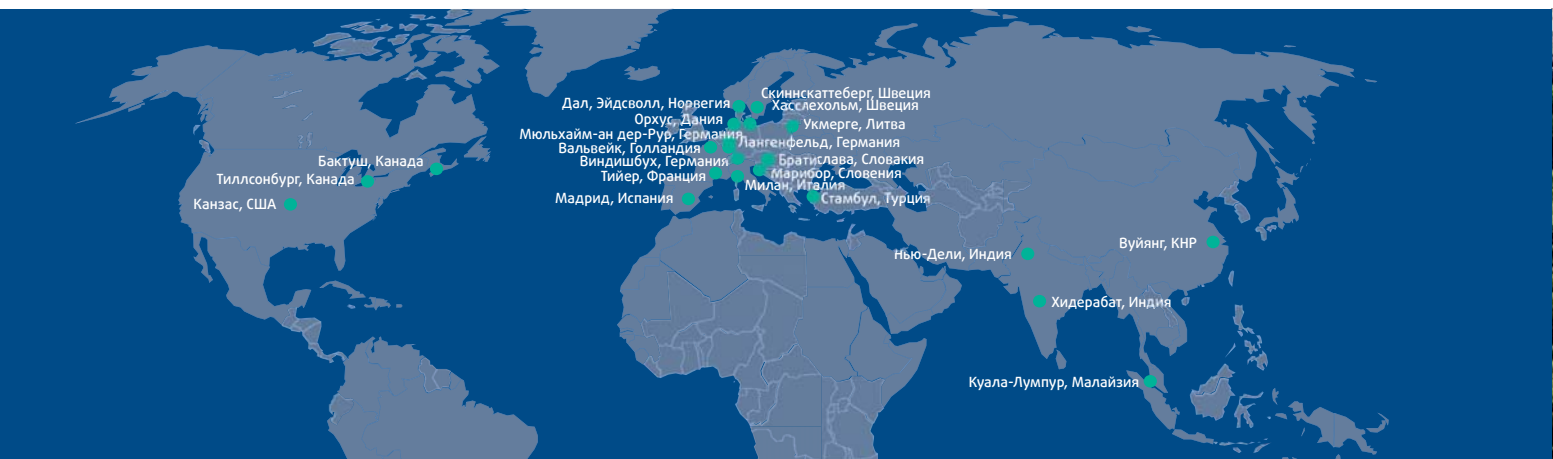 Скиннскаттеберг, Швеция
Дал, Эйдсволл, Норвегия
Хасслехольм, Швеция
Орхус, Дания
Укмерге, Литва
Мюльхайм-ан дер-Рур, Германия
Лангенфельд, Германия
Вальвейк, Голландия
Виндишбух, Германия
Братислава, Словакия
Бактуш, Канада
Марибор, Словения
Тийер, Франция
Тиллсонбург, Канада
Милан, Италия
Мадрид, Испания
Стамбул, Турция
Канзас, США
Вуйянг, КНР
Нью-Дели, Индия
Хидерабат, Индия
Куала-Лумпур, Малайзия